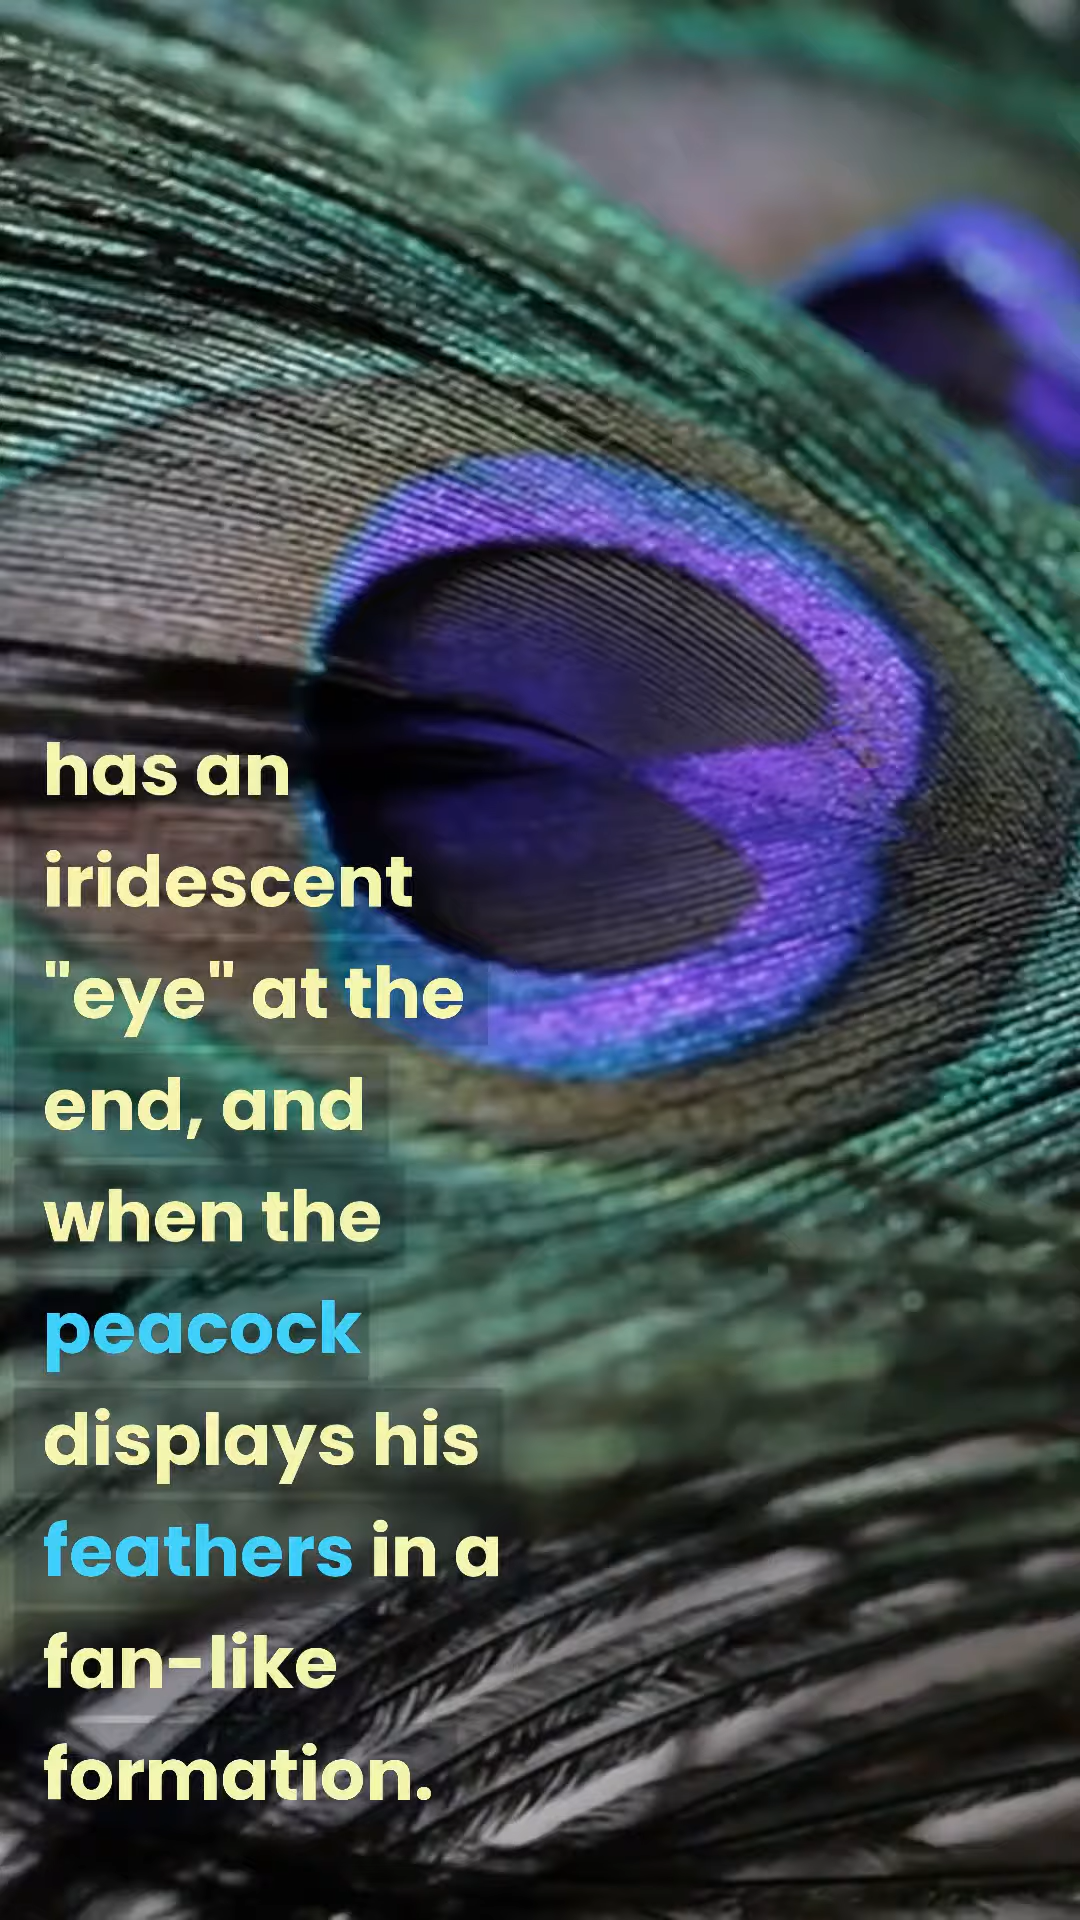 has an
iridescent
"eye" at the
end, and
when the
peacock
displays his
feathers in a
fan-like
formation.